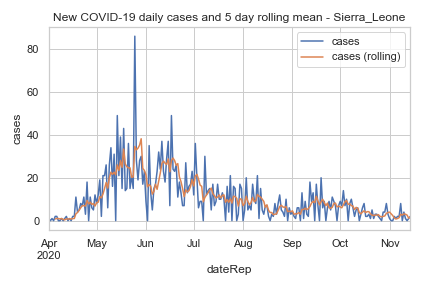 New COVID-19 daily cases and 5 day rolling mean - Sierra_Leone
cases
cases (rolling)
80
60
40
20
0
cases
Apr May Jun Jul Aug Sep Oct Nov
2020
dateRep